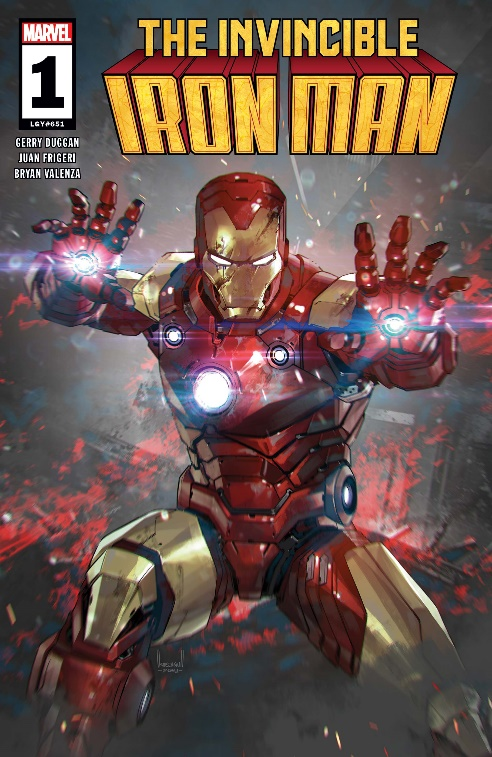 MARVEL
1
LGY#651
GERRY DUGGAN
JUAN FRIGERI
BRYAN VALENZA
THE INVINCIBLE
IRON MAN